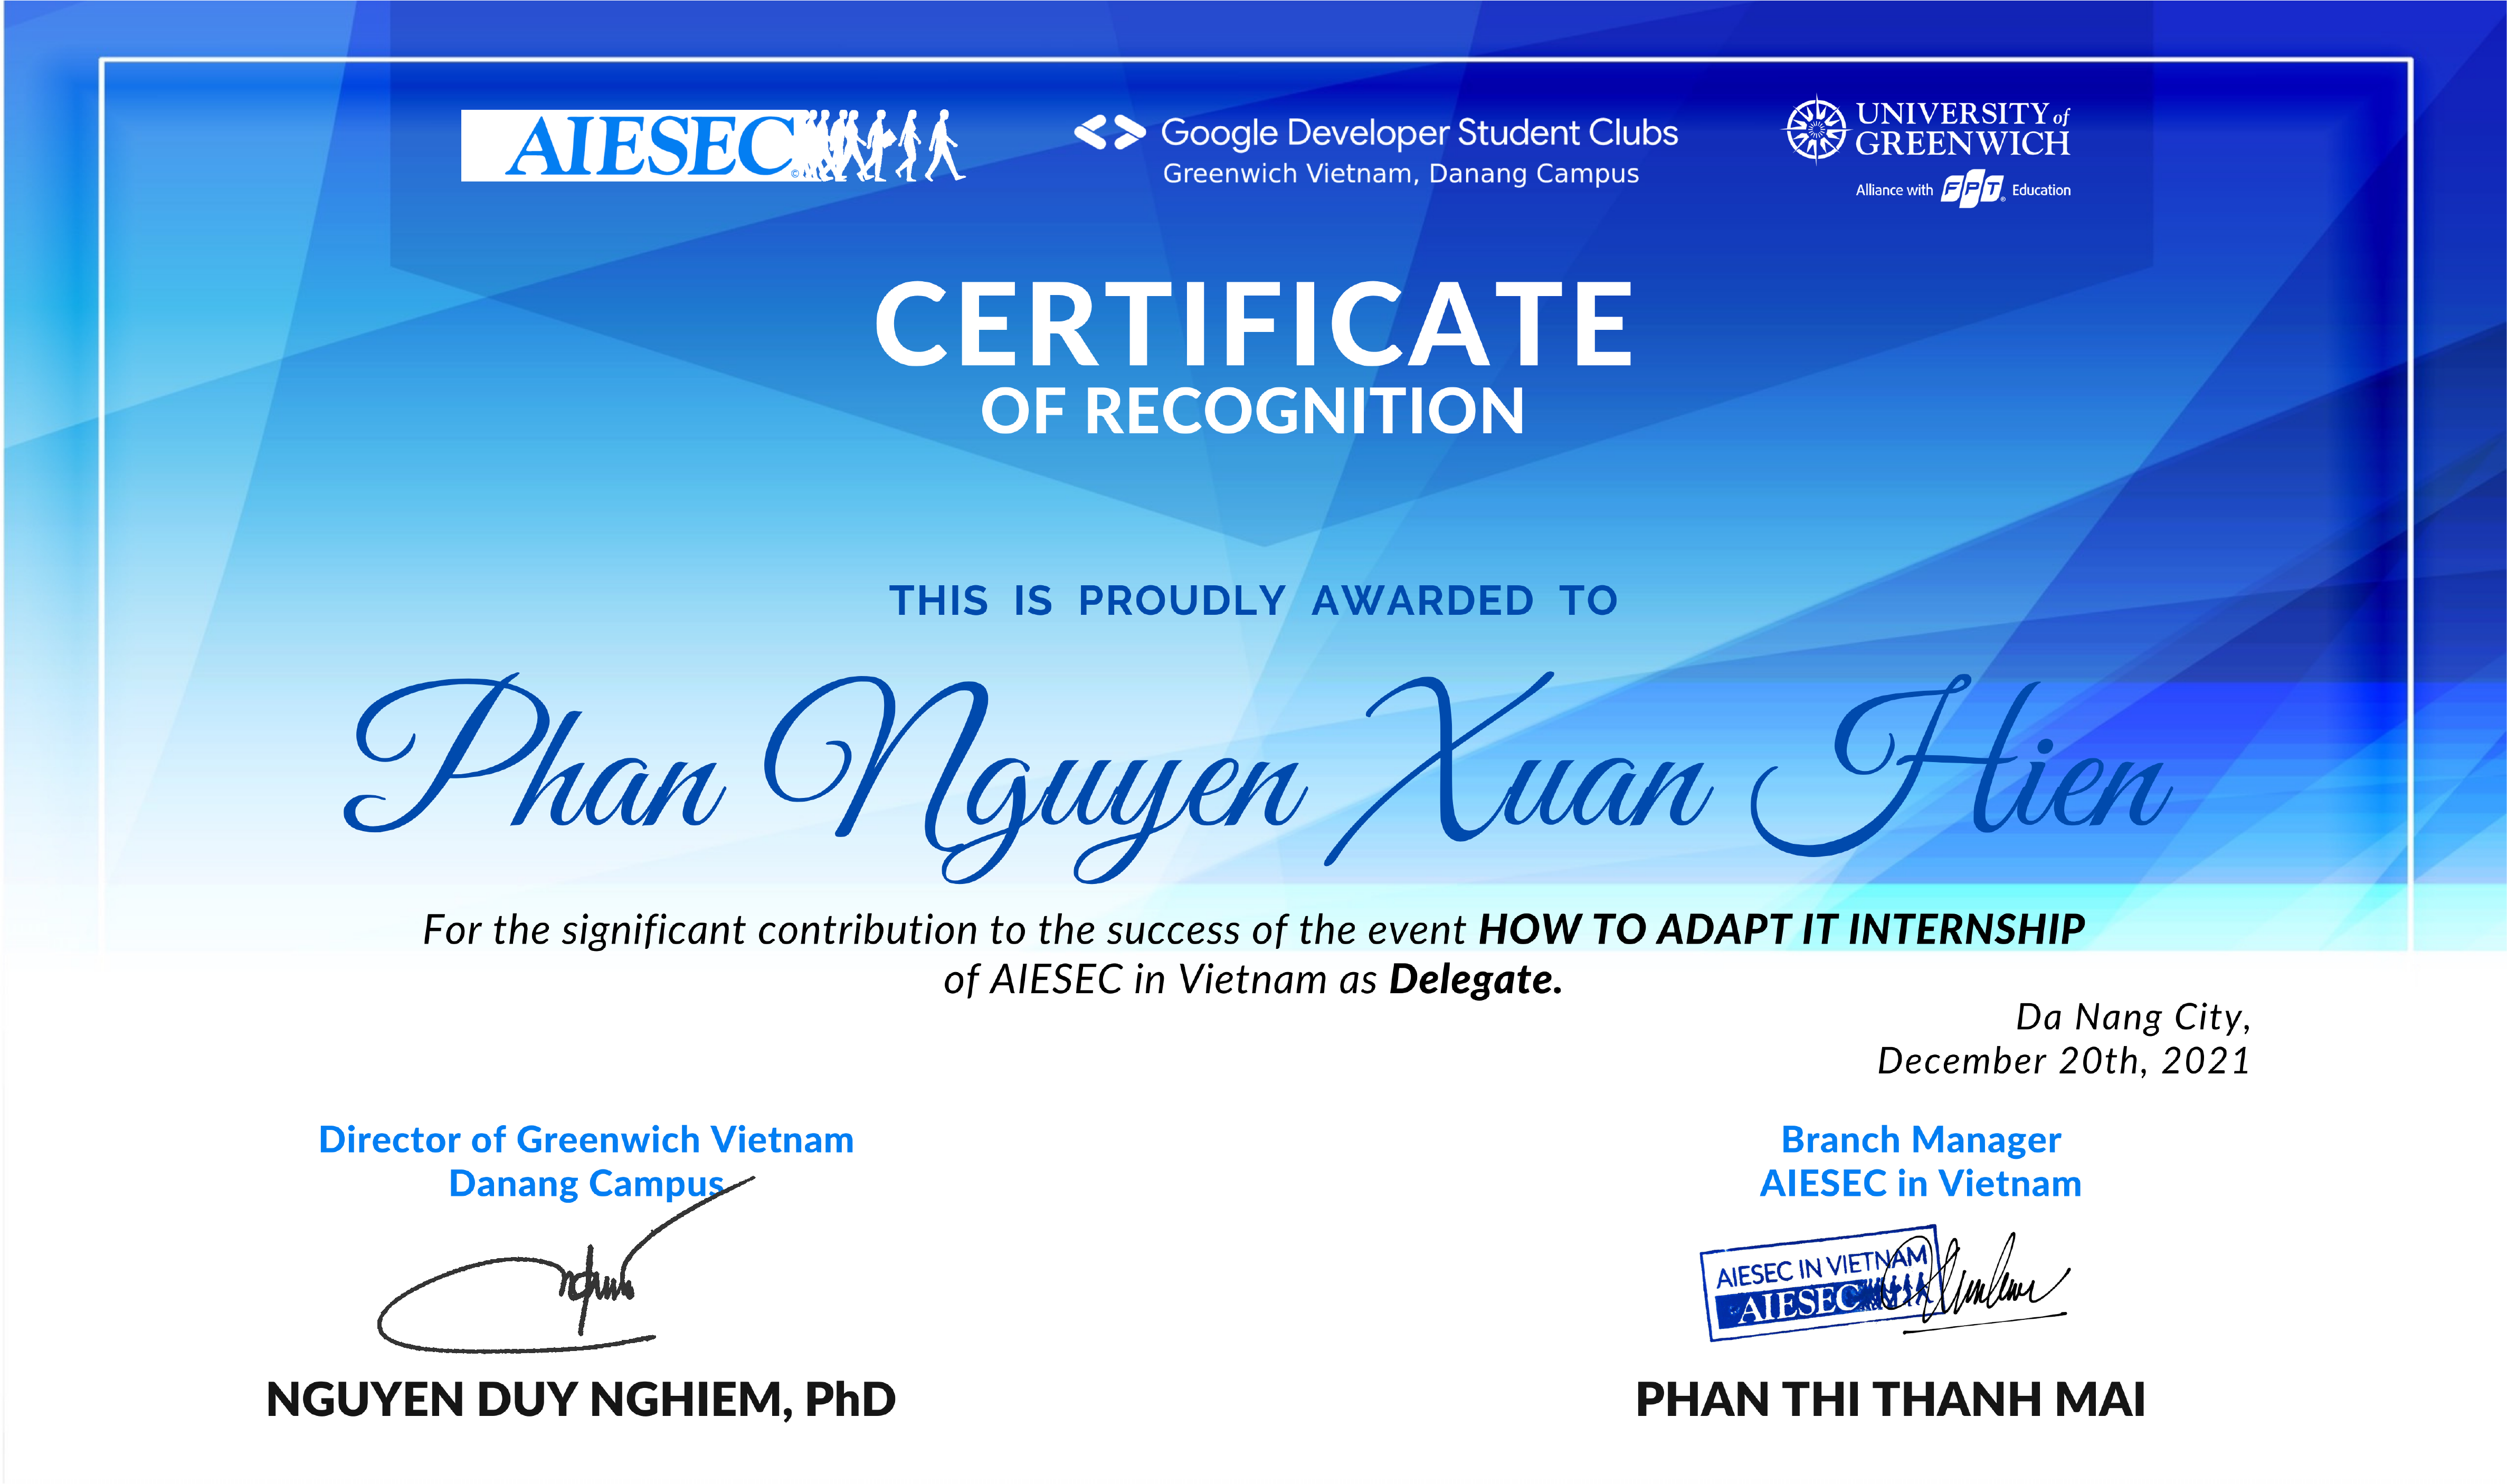 AIESEC
Google Developer Student Clubs
Greenwich Vietnam, Danang Campus
UNIVERSITY of
GREENWICH
Alliance with FPT Education
CERTIFICATE
OF RECOGNITION
THIS IS PROUDLY AWARDED TO
Phan Nguyen Xuan Hien
For the significant contribution to the success of the event HOW TO ADAPT IT INTERNSHIP
of AIESEC in Vietnam as Delegate.
Da Nang City,
December 20th, 2021
Director of Greenwich Vietnam
Danang Campus
NGUYEN DUY NGHIEM, PhD
Branch Manager
AIESEC in Vietnam
AIESEC IN VIETNAM
AIESEC
PHAN THI THANH MAI